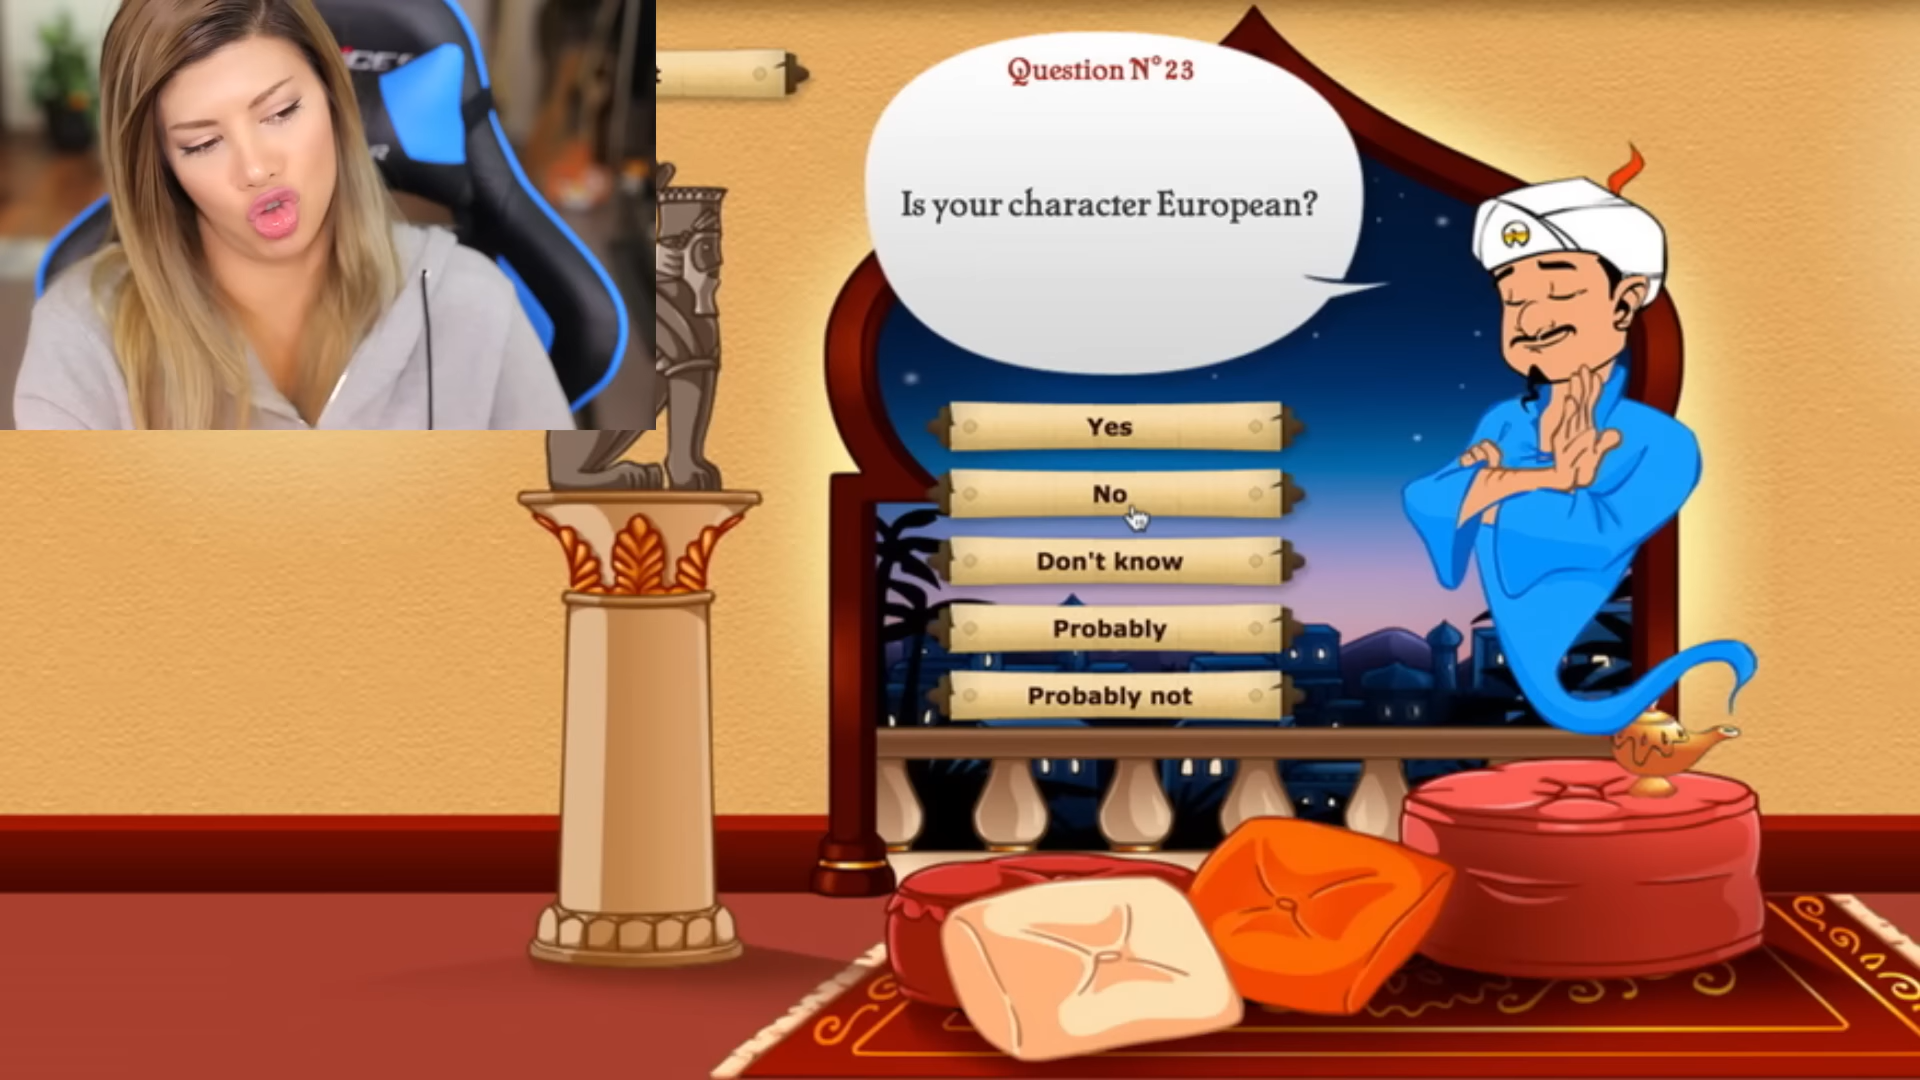 Question N°23
Is your character European?
Yes
No
Don't know
Probably
Probably not